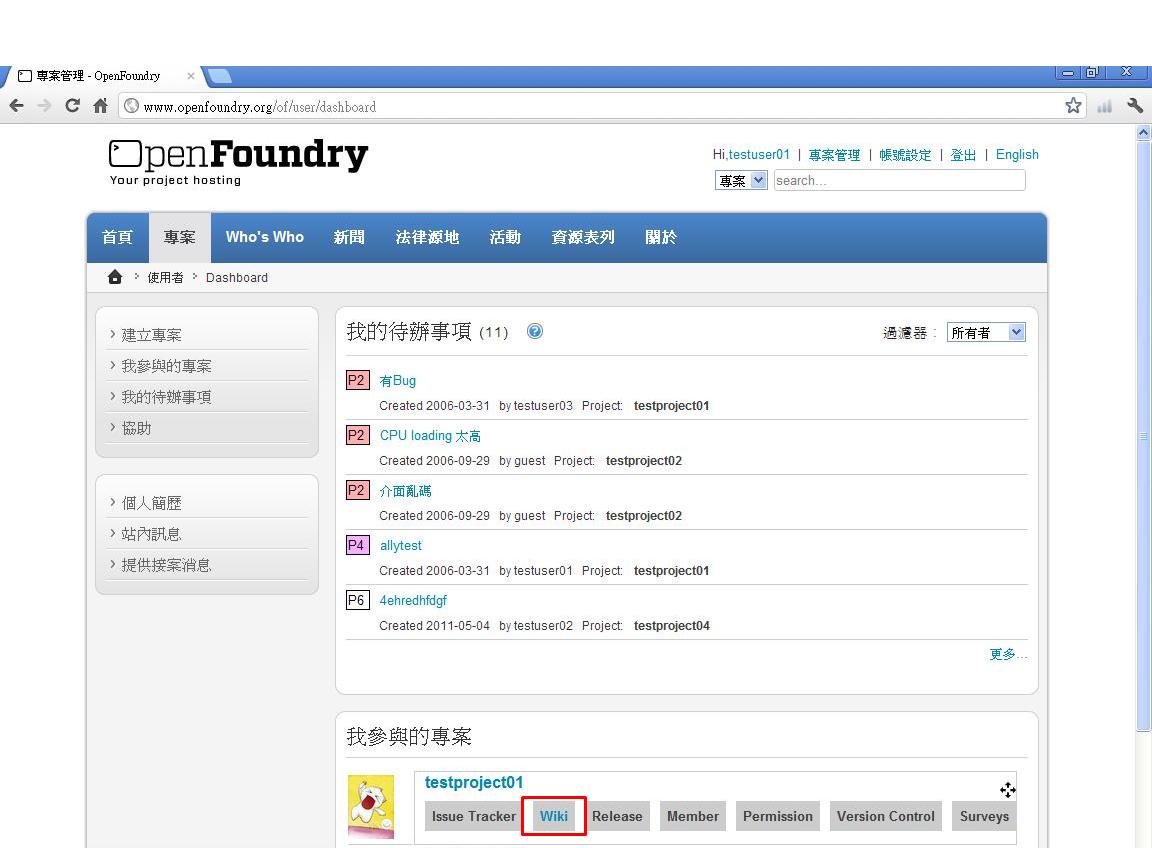 專案管理 - OpenFoundry
www.openfoundry.org/of/user/dashboard
OpenFoundry
Your project hosting
Hi,testuser01 | 專案管理 | 帳號設定 | 登出 | English
專案 search...
首頁 專案 Who's Who 新聞 法律源地 活動 資源表列 關於
使用者 Dashboard
建立專案
我參與的專案
我的待辦事項
協助
個人簡歷
站內訊息
提供接案消息
我的待辦事項 (11) ? 過濾器 : 所有者
P2 有Bug
Created 2006-03-31 by testuser03 Project: testproject01
P2 CPU loading 太高
Created 2006-09-29 by guest Project: testproject02
P2 介面亂碼
Created 2006-09-29 by guest Project: testproject02
P4 allytest
Created 2006-03-31 by testuser01 Project: testproject01
P6 4ehredhfdgf
Created 2011-05-04 by testuser02 Project: testproject04
更多...
我參與的專案
testproject01
Issue Tracker Wiki Release Member Permission Version Control Surveys